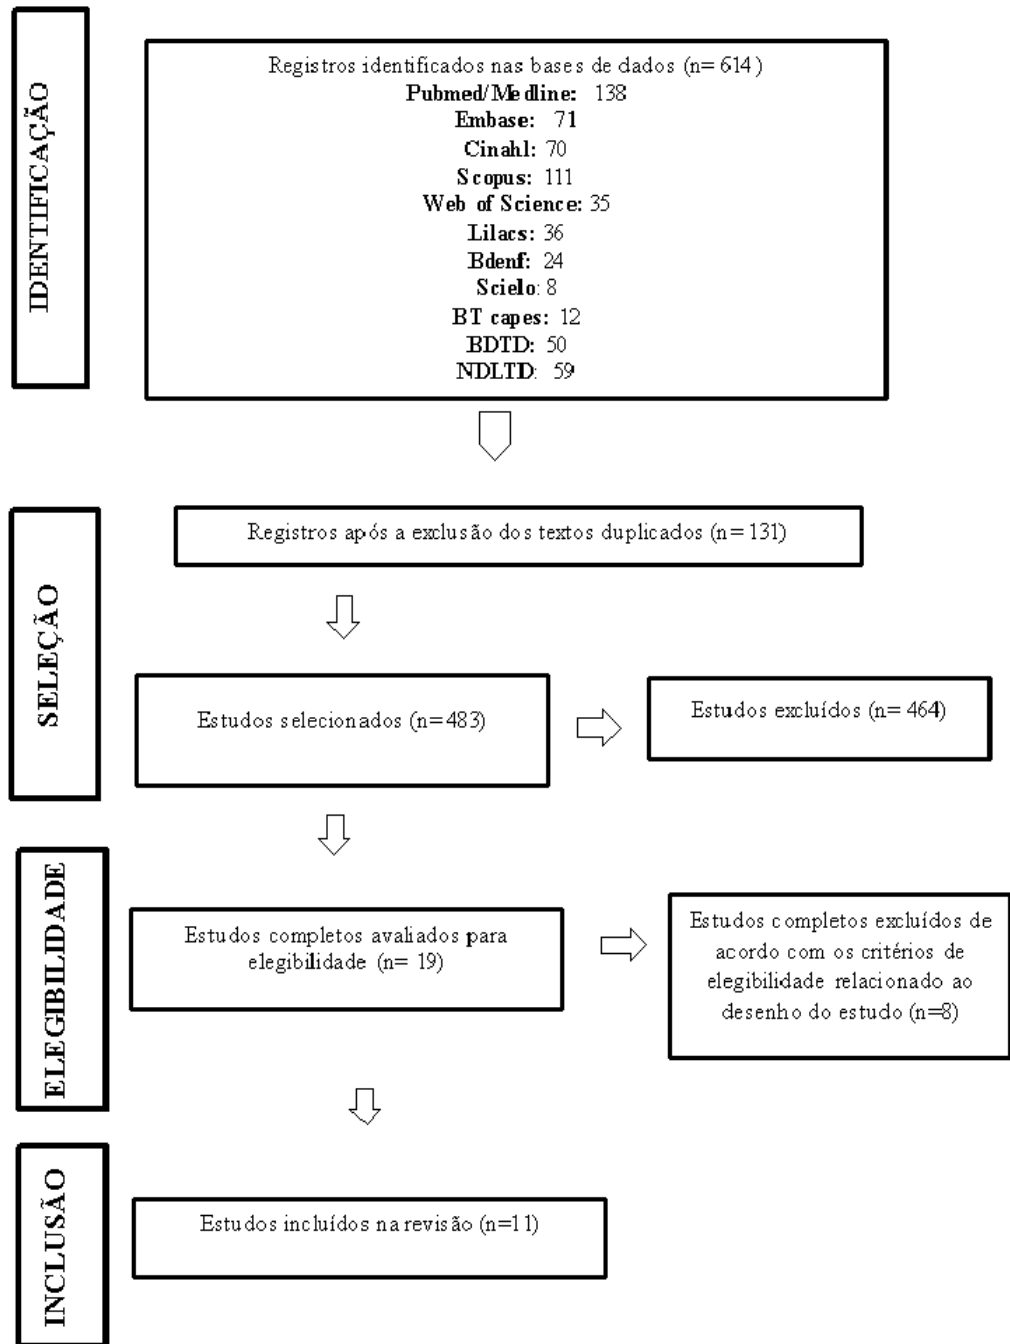 IDENTIFICAÇÃO
Registros identificados nas bases de dados (n= 614)
Pubmed/Medline: 138
Embase: 71
Cinahl: 70
Scopus: 111
Web of Science: 35
Lilacs: 36
Bdenf: 24
Scielo: 8
BT capes: 12
BDTD: 50
NDLTD: 59
SELEÇÃO
Registros após a exclusão dos textos duplicados (n= 131)
Estudos selecionados (n=483)
Estudos excluídos (n= 464)
ELEGIBILIDADE
Estudos completos avaliados para
elegibilidade (n= 19)
Estudos completos excluídos de
acordo com os critérios de
elegibilidade relacionado ao
desenho do estudo (n=8)
INCLUSÃO
Estudos incluídos na revisão (n=11)